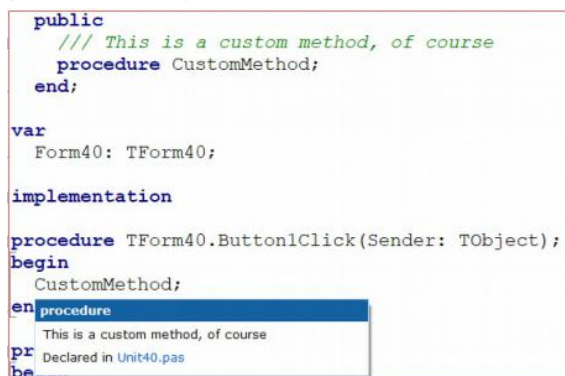 public
/// This is a custom method, of course
procedure CustomMethod;
end;
var
Form40: TForm40;
implementation
procedure TForm40.Button1Click(Sender: TObject);
begin
CustomMethod;
en
procedure
This is a custom method, of course
pr
Declared in Unit40.pas
be